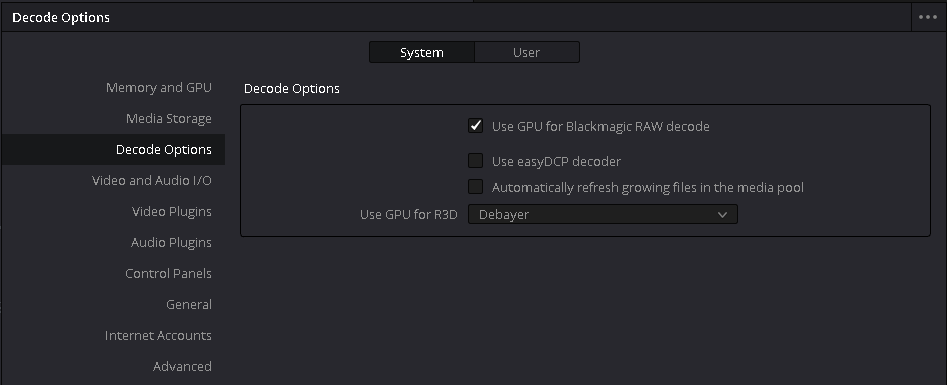 Decode Options
System User
Memory and GPU
Media Storage
Decode Options
Video and Audio I/O
Video Plugins
Audio Plugins
Control Panels
General
Internet Accounts
Advanced
Decode Options
Use GPU for Blackmagic RAW decode
Use easyDCP decoder
Automatically refresh growing files in the media pool
Use GPU for R3D Debayer